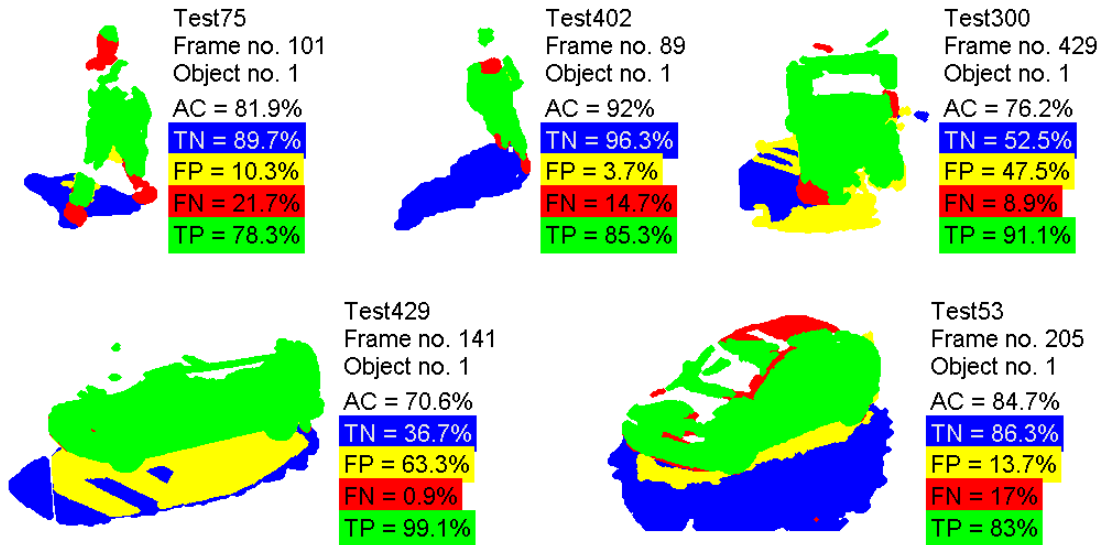 Test75
Frame no. 101
Object no. 1
AC = 81.9%
TN = 89.7%
FP = 10.3%
FN = 21.7%
TP = 78.3%
Test402
Frame no. 89
Object no. 1
AC = 92%
TN = 96.3%
FP = 3.7%
FN = 14.7%
TP = 85.3%
Test300
Frame no. 429
Object no. 1
AC = 76.2%
TN = 52.5%
FP = 47.5%
FN = 8.9%
TP = 91.1%
Test429
Frame no. 141
Object no. 1
AC = 70.6%
TN = 36.7%
FP = 63.3%
FN = 0.9%
TP = 99.1%
Test53
Frame no. 205
Object no. 1
AC = 84.7%
TN = 86.3%
FP = 13.7%
FN = 17%
TP = 83%